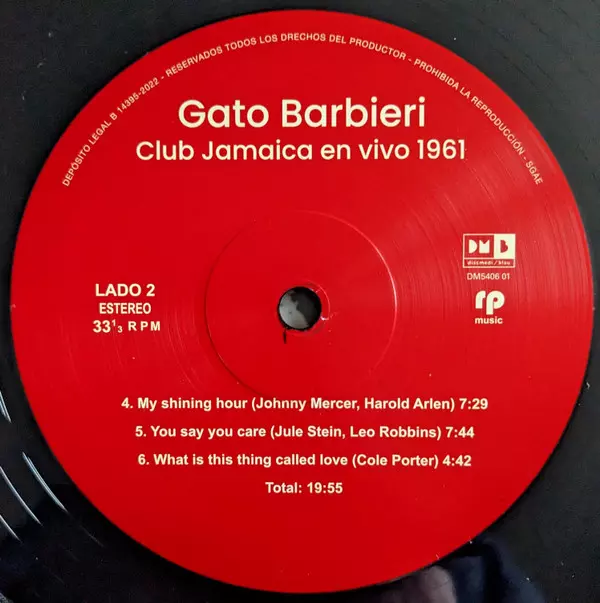 DEPÓSITO LEGAL B 14395-2022 - RESERVADOS TODOS LOS DRECHOS DEL PRODUCTOR - PROHIBIDA LA REPRODUCCIÓN - SGAE
Gato Barbieri
Club Jamaica en vivo 1961
DM B
discmedi/blau
DM5406 01
rp
music
LADO 2
ESTEREO
33¹3 RPM
4. My shining hour (Johnny Mercer, Harold Arlen) 7:29
5. You say you care (Jule Stein, Leo Robbins) 7:44
6. What is this thing called love (Cole Porter) 4:42
Total: 19:55